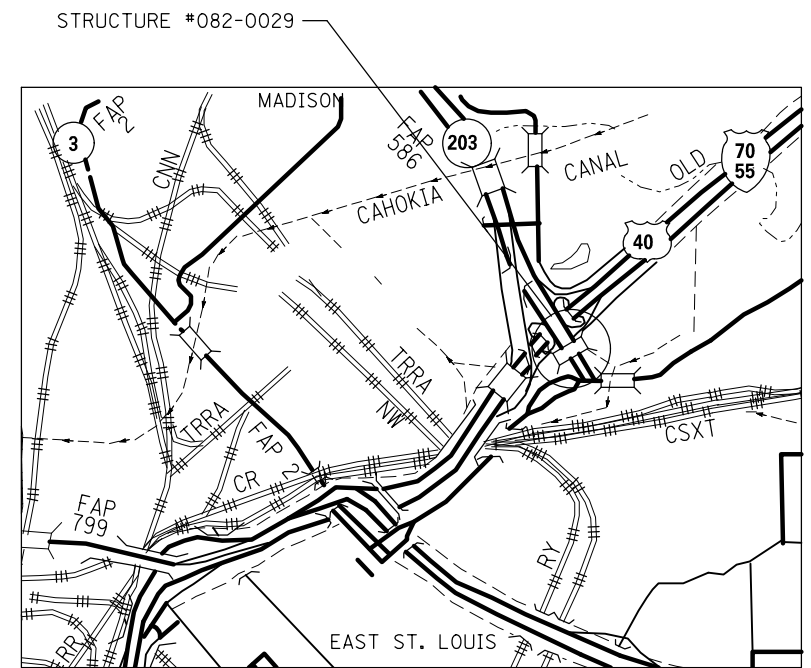 STRUCTURE #082-0029
MADISON
FAP
2
3
CNN
FAP
586
203
CANAL
OLD
70
55
CAHOKIA
40
TRRA
NW
TRRA
FAP
2
CR
CSXT
FAP
799
RY
RR
EAST ST. LOUIS